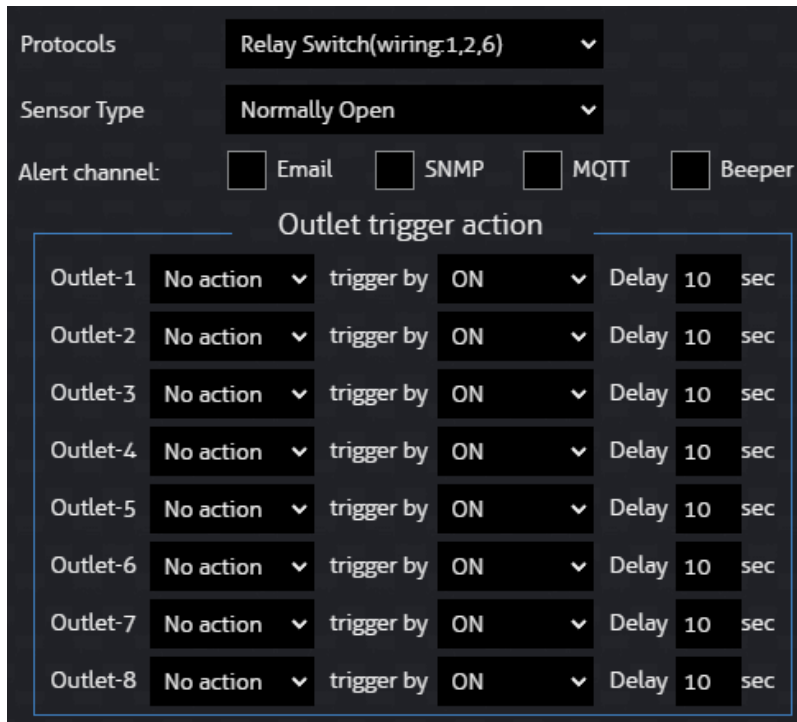 Protocols Relay Switch(wiring:1,2,6)
Sensor Type Normally Open
Alert channel: Email SNMP MQTT Beeper
Outlet trigger action
Outlet-1 No action trigger by ON Delay 10 sec
Outlet-2 No action trigger by ON Delay 10 sec
Outlet-3 No action trigger by ON Delay 10 sec
Outlet-4 No action trigger by ON Delay 10 sec
Outlet-5 No action trigger by ON Delay 10 sec
Outlet-6 No action trigger by ON Delay 10 sec
Outlet-7 No action trigger by ON Delay 10 sec
Outlet-8 No action trigger by ON Delay 10 sec